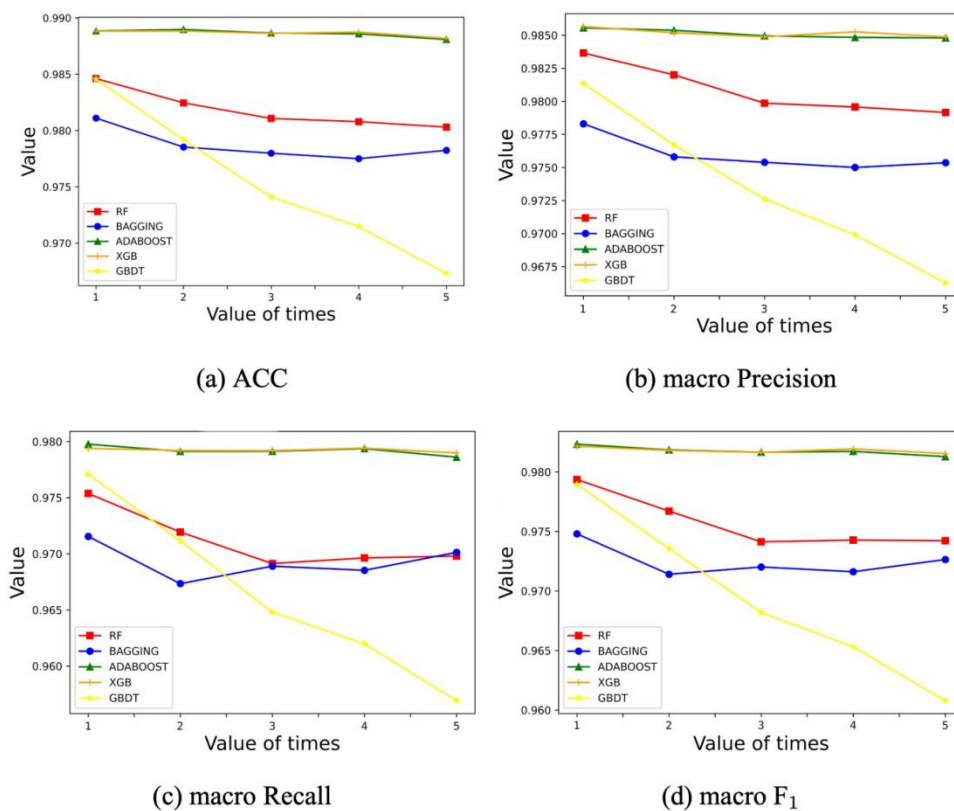 0.990
0.985
0.980
0.975
0.970
Value
RF
BAGGING
ADABOOST
XGB
GBDT
1 2 3 4 5
Value of times
(a) ACC
0.9850
0.9825
0.9800
0.9775
0.9750
0.9725
0.9700
0.9675
Value
RF
BAGGING
ADABOOST
XGB
GBDT
1 2 3 4 5
Value of times
(b) macro Precision
0.980
0.975
0.970
0.965
0.960
Value
RF
BAGGING
ADABOOST
XGB
GBDT
1 2 3 4 5
Value of times
(c) macro Recall
0.980
0.975
0.970
0.965
0.960
Value
RF
BAGGING
ADABOOST
XGB
GBDT
1 2 3 4 5
Value of times
(d) macro F₁